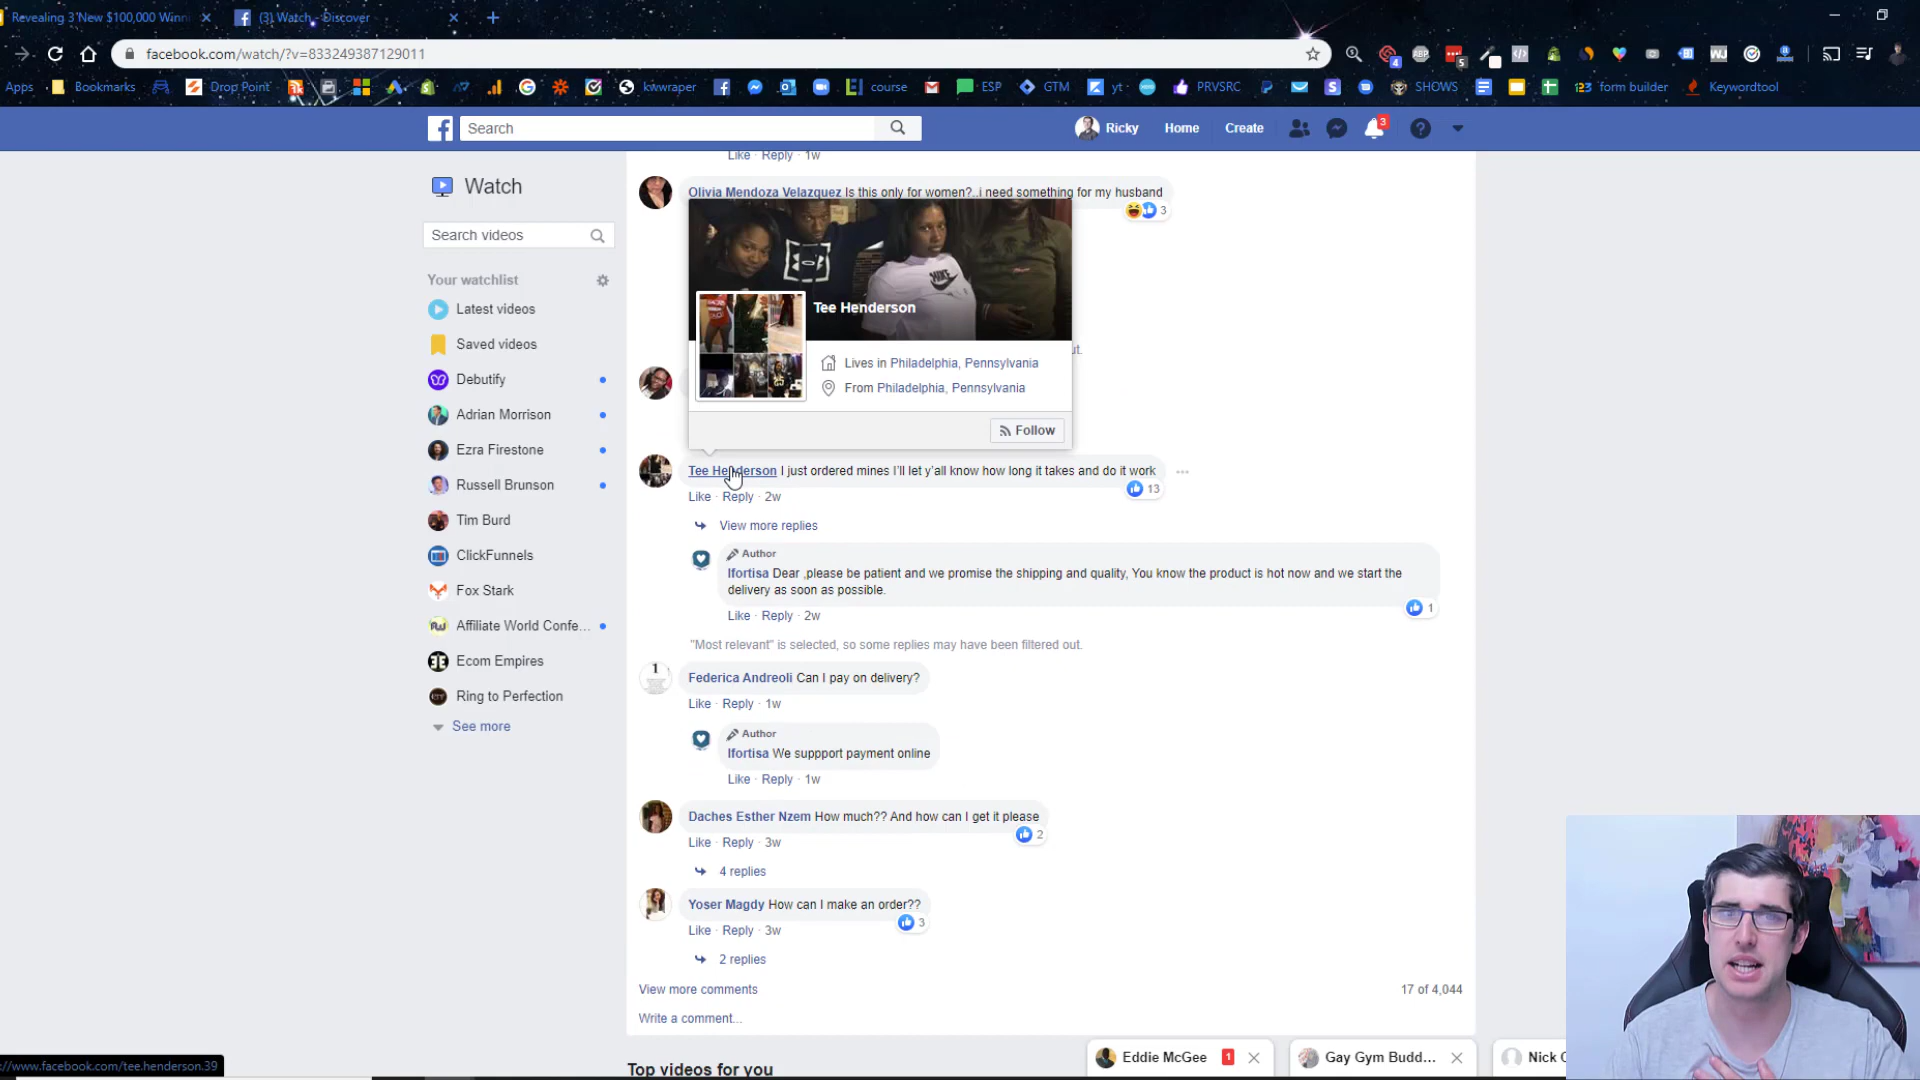 Revealing 3 New $100,000 Winni
(3) Watch - Discover
facebook.com/watch/?v=833249387129011
4
ABP
5
Apps
Bookmarks
Drop Point
kwwraper
course
ESP
GTM
yt
PRVSRC
SHOWS
123 form builder
Keywordtool
Search
Ricky
Home
Create
3
Watch
Search videos
Your watchlist
Latest videos
Saved videos
Debutify
Adrian Morrison
Ezra Firestone
Russell Brunson
Tim Burd
ClickFunnels
Fox Stark
Affiliate World Confe...
Ecom Empires
Ring to Perfection
See more
Like · Reply · 1w
Olivia Mendoza Velazquez Is this only for women?..i need something for my husband
3
Tee Henderson
Lives in Philadelphia, Pennsylvania
From Philadelphia, Pennsylvania
ut.
Follow
Tee Henderson I just ordered mines I'll let y'all know how long it takes and do it work
13
Like · Reply · 2w
View more replies
Author
Ifortisa Dear ,please be patient and we promise the shipping and quality, You know the product is hot now and we start the
delivery as soon as possible.
1
Like · Reply · 2w
"Most relevant" is selected, so some replies may have been filtered out.
Federica Andreoli Can I pay on delivery?
Like · Reply · 1w
Author
Ifortisa We suppport payment online
Like · Reply · 1w
Daches Esther Nzem How much?? And how can I get it please
2
Like · Reply · 3w
4 replies
Yoser Magdy How can I make an order??
3
Like · Reply · 3w
2 replies
View more comments
17 of 4,044
Write a comment...
Top videos for you
Eddie McGee
1
Gay Gym Budd...
Nick
://www.facebook.com/tee.henderson.39